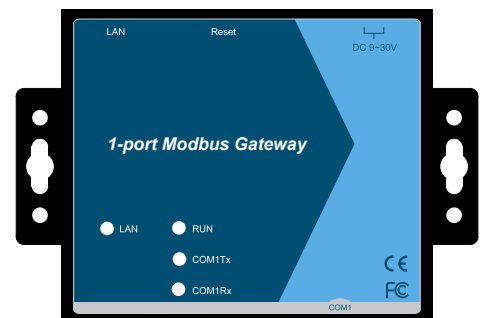 LAN Reset
DC 9~30V
1-port Modbus Gateway
LAN RUN
COM1Tx
CE
COM1Rx
FC
COM1